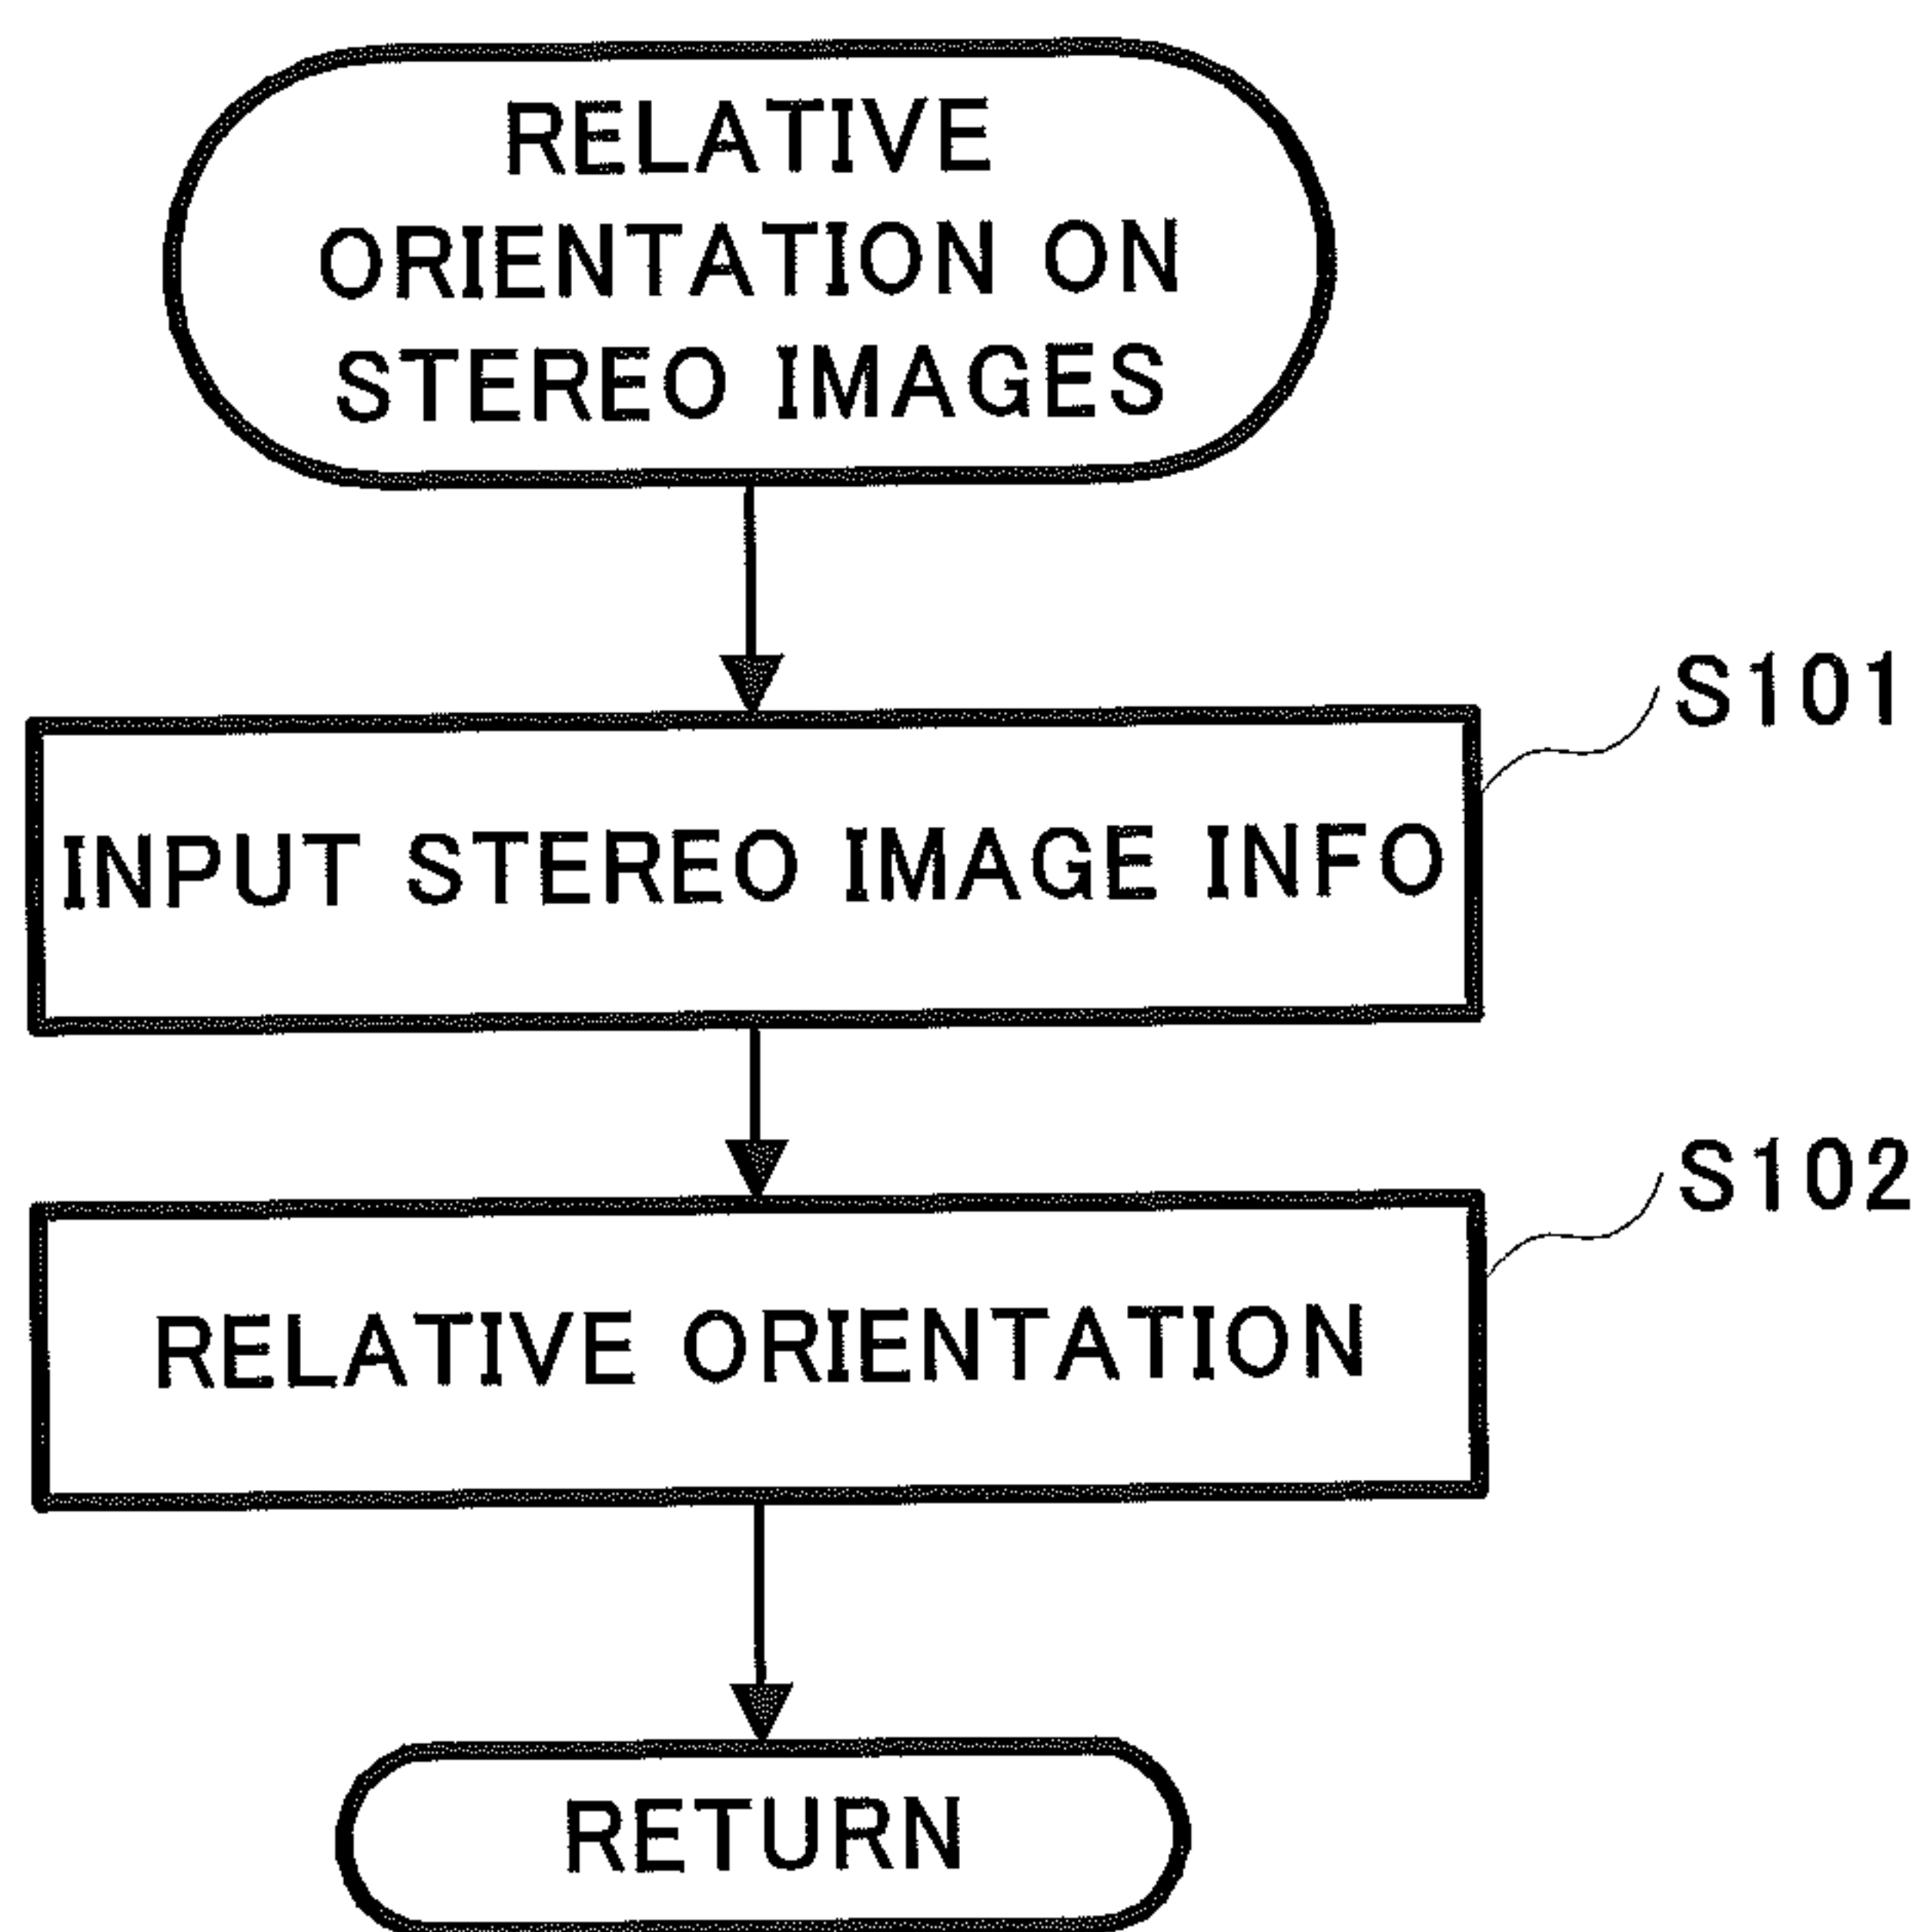 RELATIVE
ORIENTATION ON
STEREO IMAGES
S101
INPUT STEREO IMAGE INFO
S102
RELATIVE ORIENTATION
RETURN